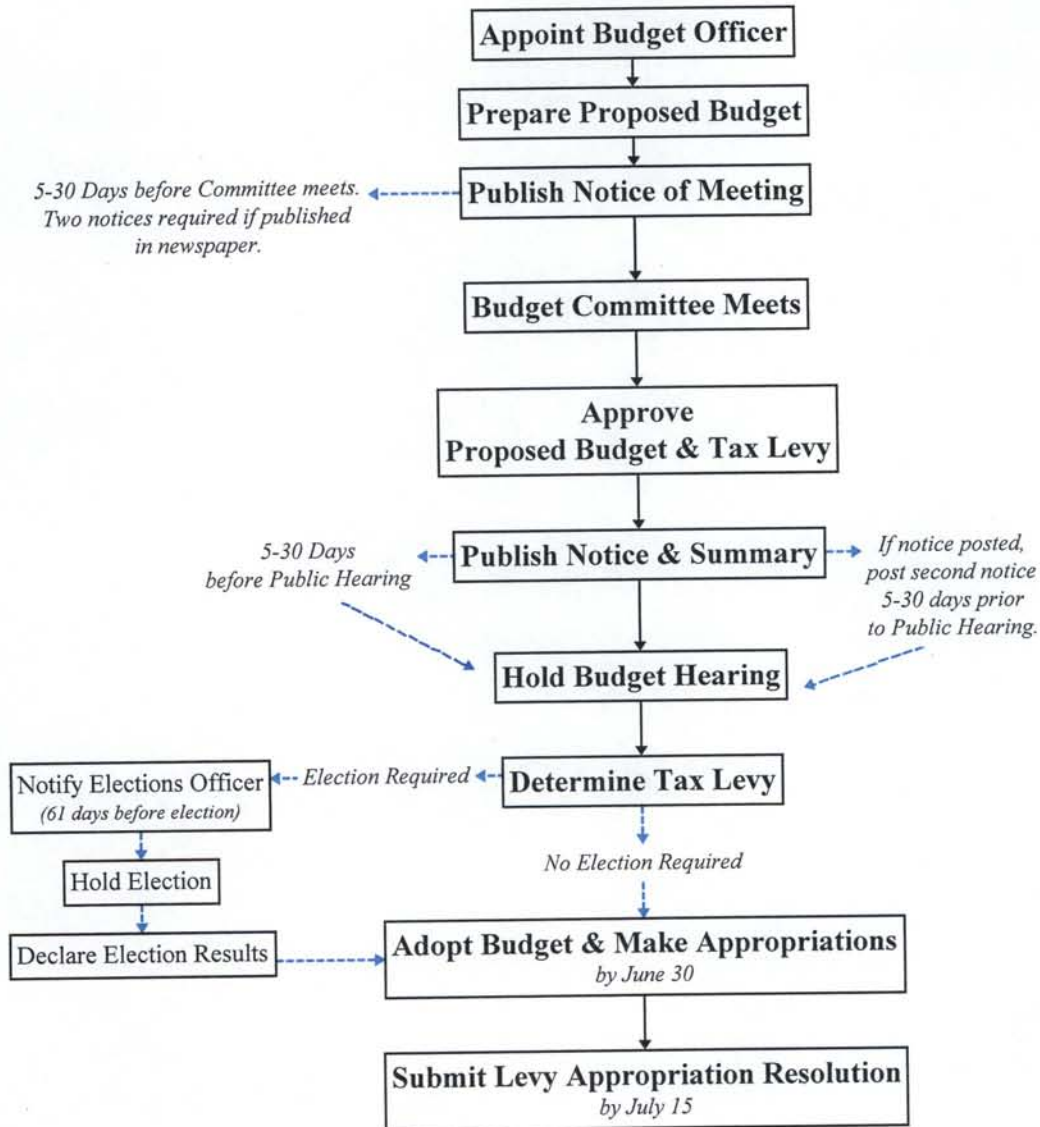 Appoint Budget Officer
Prepare Proposed Budget
5-30 Days before Committee meets.
Two notices required if published
in newspaper.
Publish Notice of Meeting
Budget Committee Meets
Approve
Proposed Budget & Tax Levy
5-30 Days
before Public Hearing
Publish Notice & Summary
If notice posted,
post second notice
5-30 days prior
to Public Hearing.
Hold Budget Hearing
Determine Tax Levy
Election Required
Notify Elections Officer
(61 days before election)
Hold Election
Declare Election Results
No Election Required
Adopt Budget & Make Appropriations
by June 30
Submit Levy Appropriation Resolution
by July 15